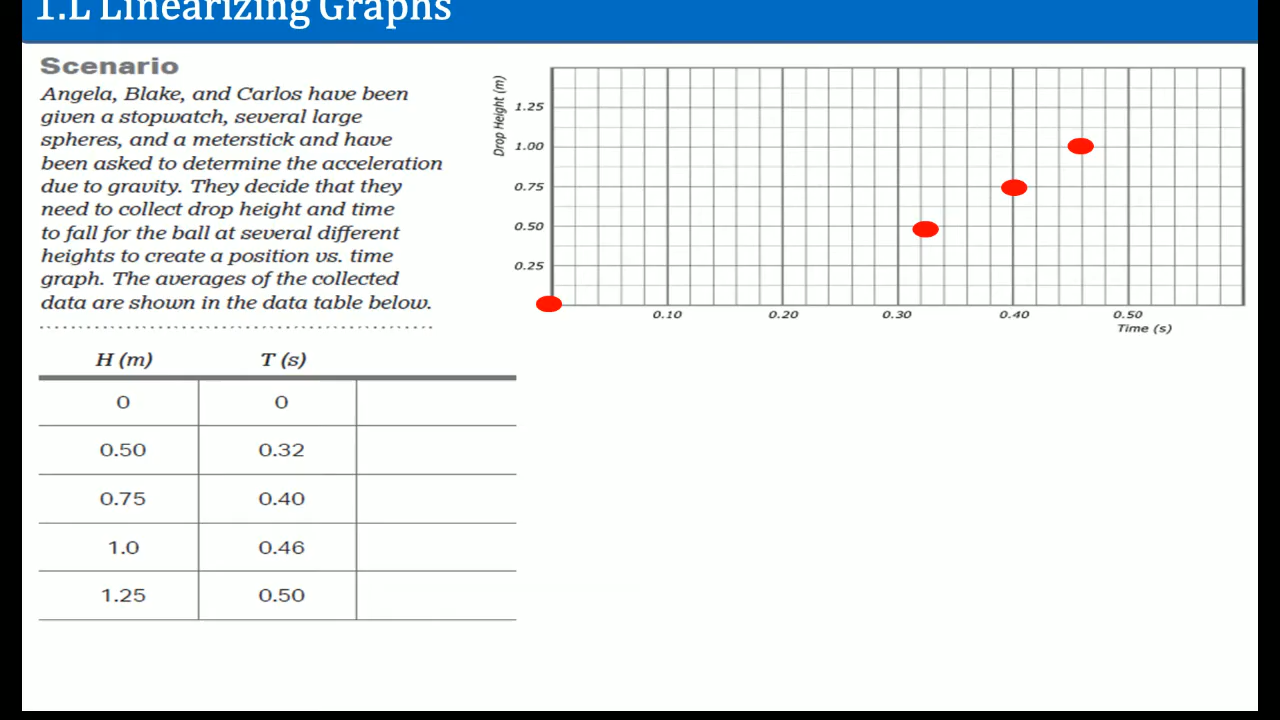 1.L Linearizing Graphs
Scenario
Angela, Blake, and Carlos have been
given a stopwatch, several large
spheres, and a meterstick and have
been asked to determine the acceleration
due to gravity. They decide that they
need to collect drop height and time
to fall for the ball at several different
heights to create a position vs. time
graph. The averages of the collected
data are shown in the data table below.
H (m) T (s)
0 0
0.50 0.32
0.75 0.40
1.0 0.46
1.25 0.50
Drop Height (m)
1.25
1.00
0.75
0.50
0.25
0.10 0.20 0.30 0.40 0.50
Time (s)